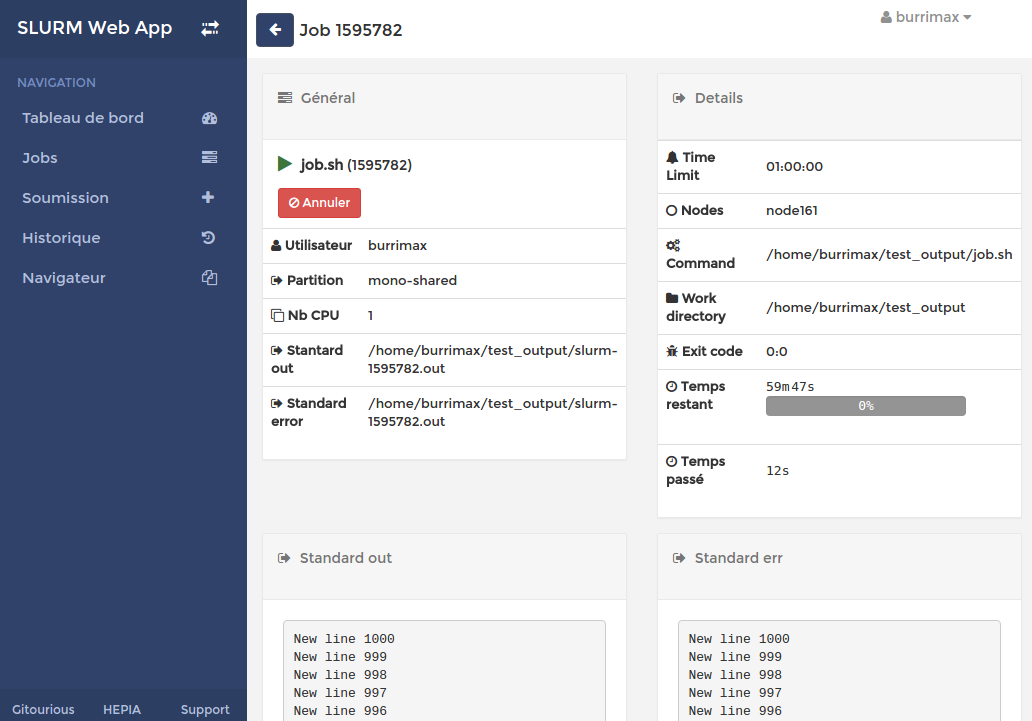 SLURM Web App
NAVIGATION
Tableau de bord
Jobs
Soumission
Historique
Navigateur
Gitourious HEPIA Support
Job 1595782
burrimax
Général
job.sh (1595782)
Annuler
Utilisateur burrimax
Partition mono-shared
Nb CPU 1
Stantard out
/home/burrimax/test_output/slurm-
1595782.out
Standard error
/home/burrimax/test_output/slurm-
1595782.out
Details
Time Limit
01:00:00
Nodes node161
Command
/home/burrimax/test_output/job.sh
Work directory
/home/burrimax/test_output
Exit code 0:0
Temps restant
59m47s
0%
Temps passé
12s
Standard out
New line 1000
New line 999
New line 998
New line 997
New line 996
Standard err
New line 1000
New line 999
New line 998
New line 997
New line 996